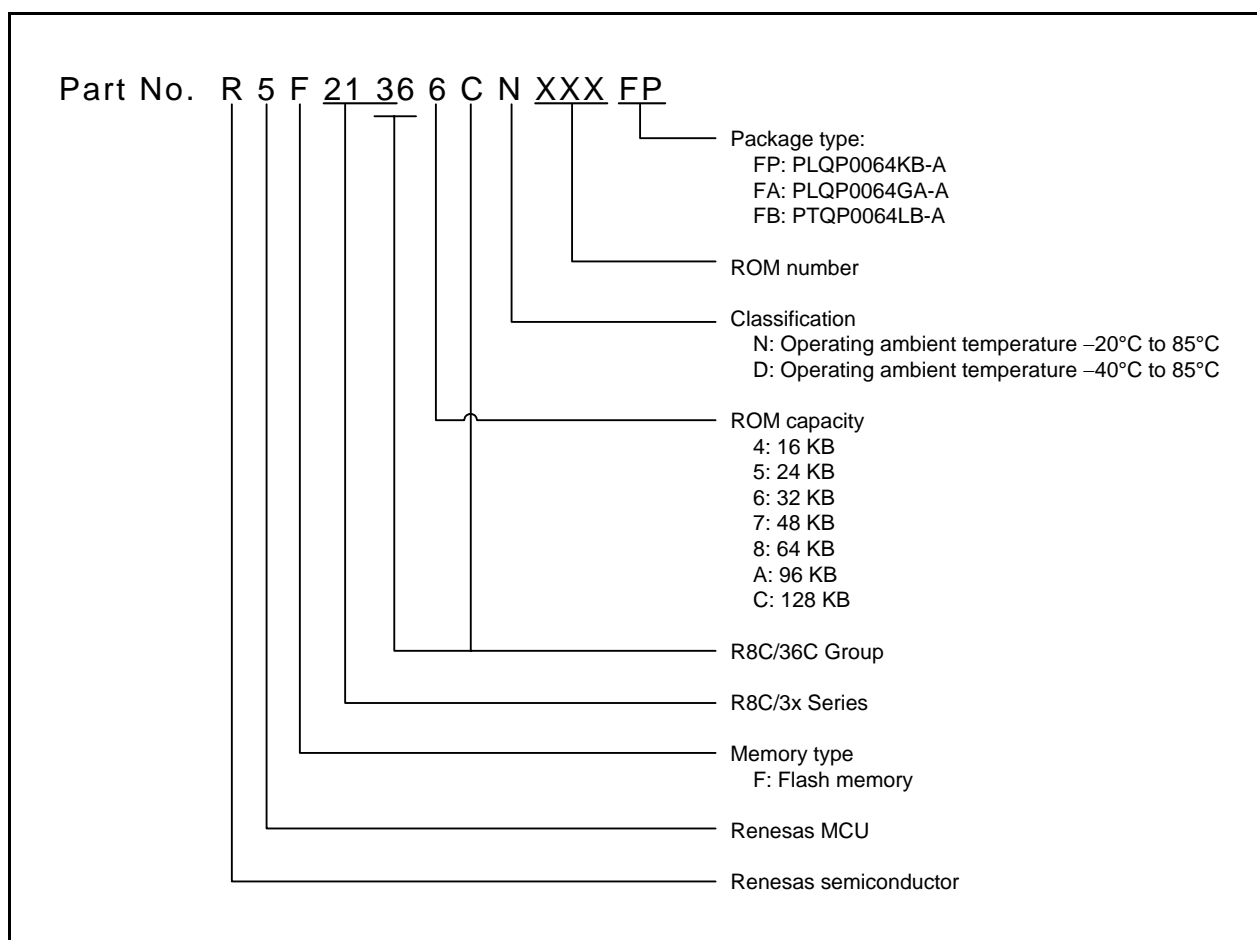 Part No. R 5 F 21 36 6 C N XXX FP
Package type:
FP: PLQP0064KB-A
FA: PLQP0064GA-A
FB: PTQP0064LB-A
ROM number
Classification
N: Operating ambient temperature −20°C to 85°C
D: Operating ambient temperature −40°C to 85°C
ROM capacity
4: 16 KB
5: 24 KB
6: 32 KB
7: 48 KB
8: 64 KB
A: 96 KB
C: 128 KB
R8C/36C Group
R8C/3x Series
Memory type
F: Flash memory
Renesas MCU
Renesas semiconductor